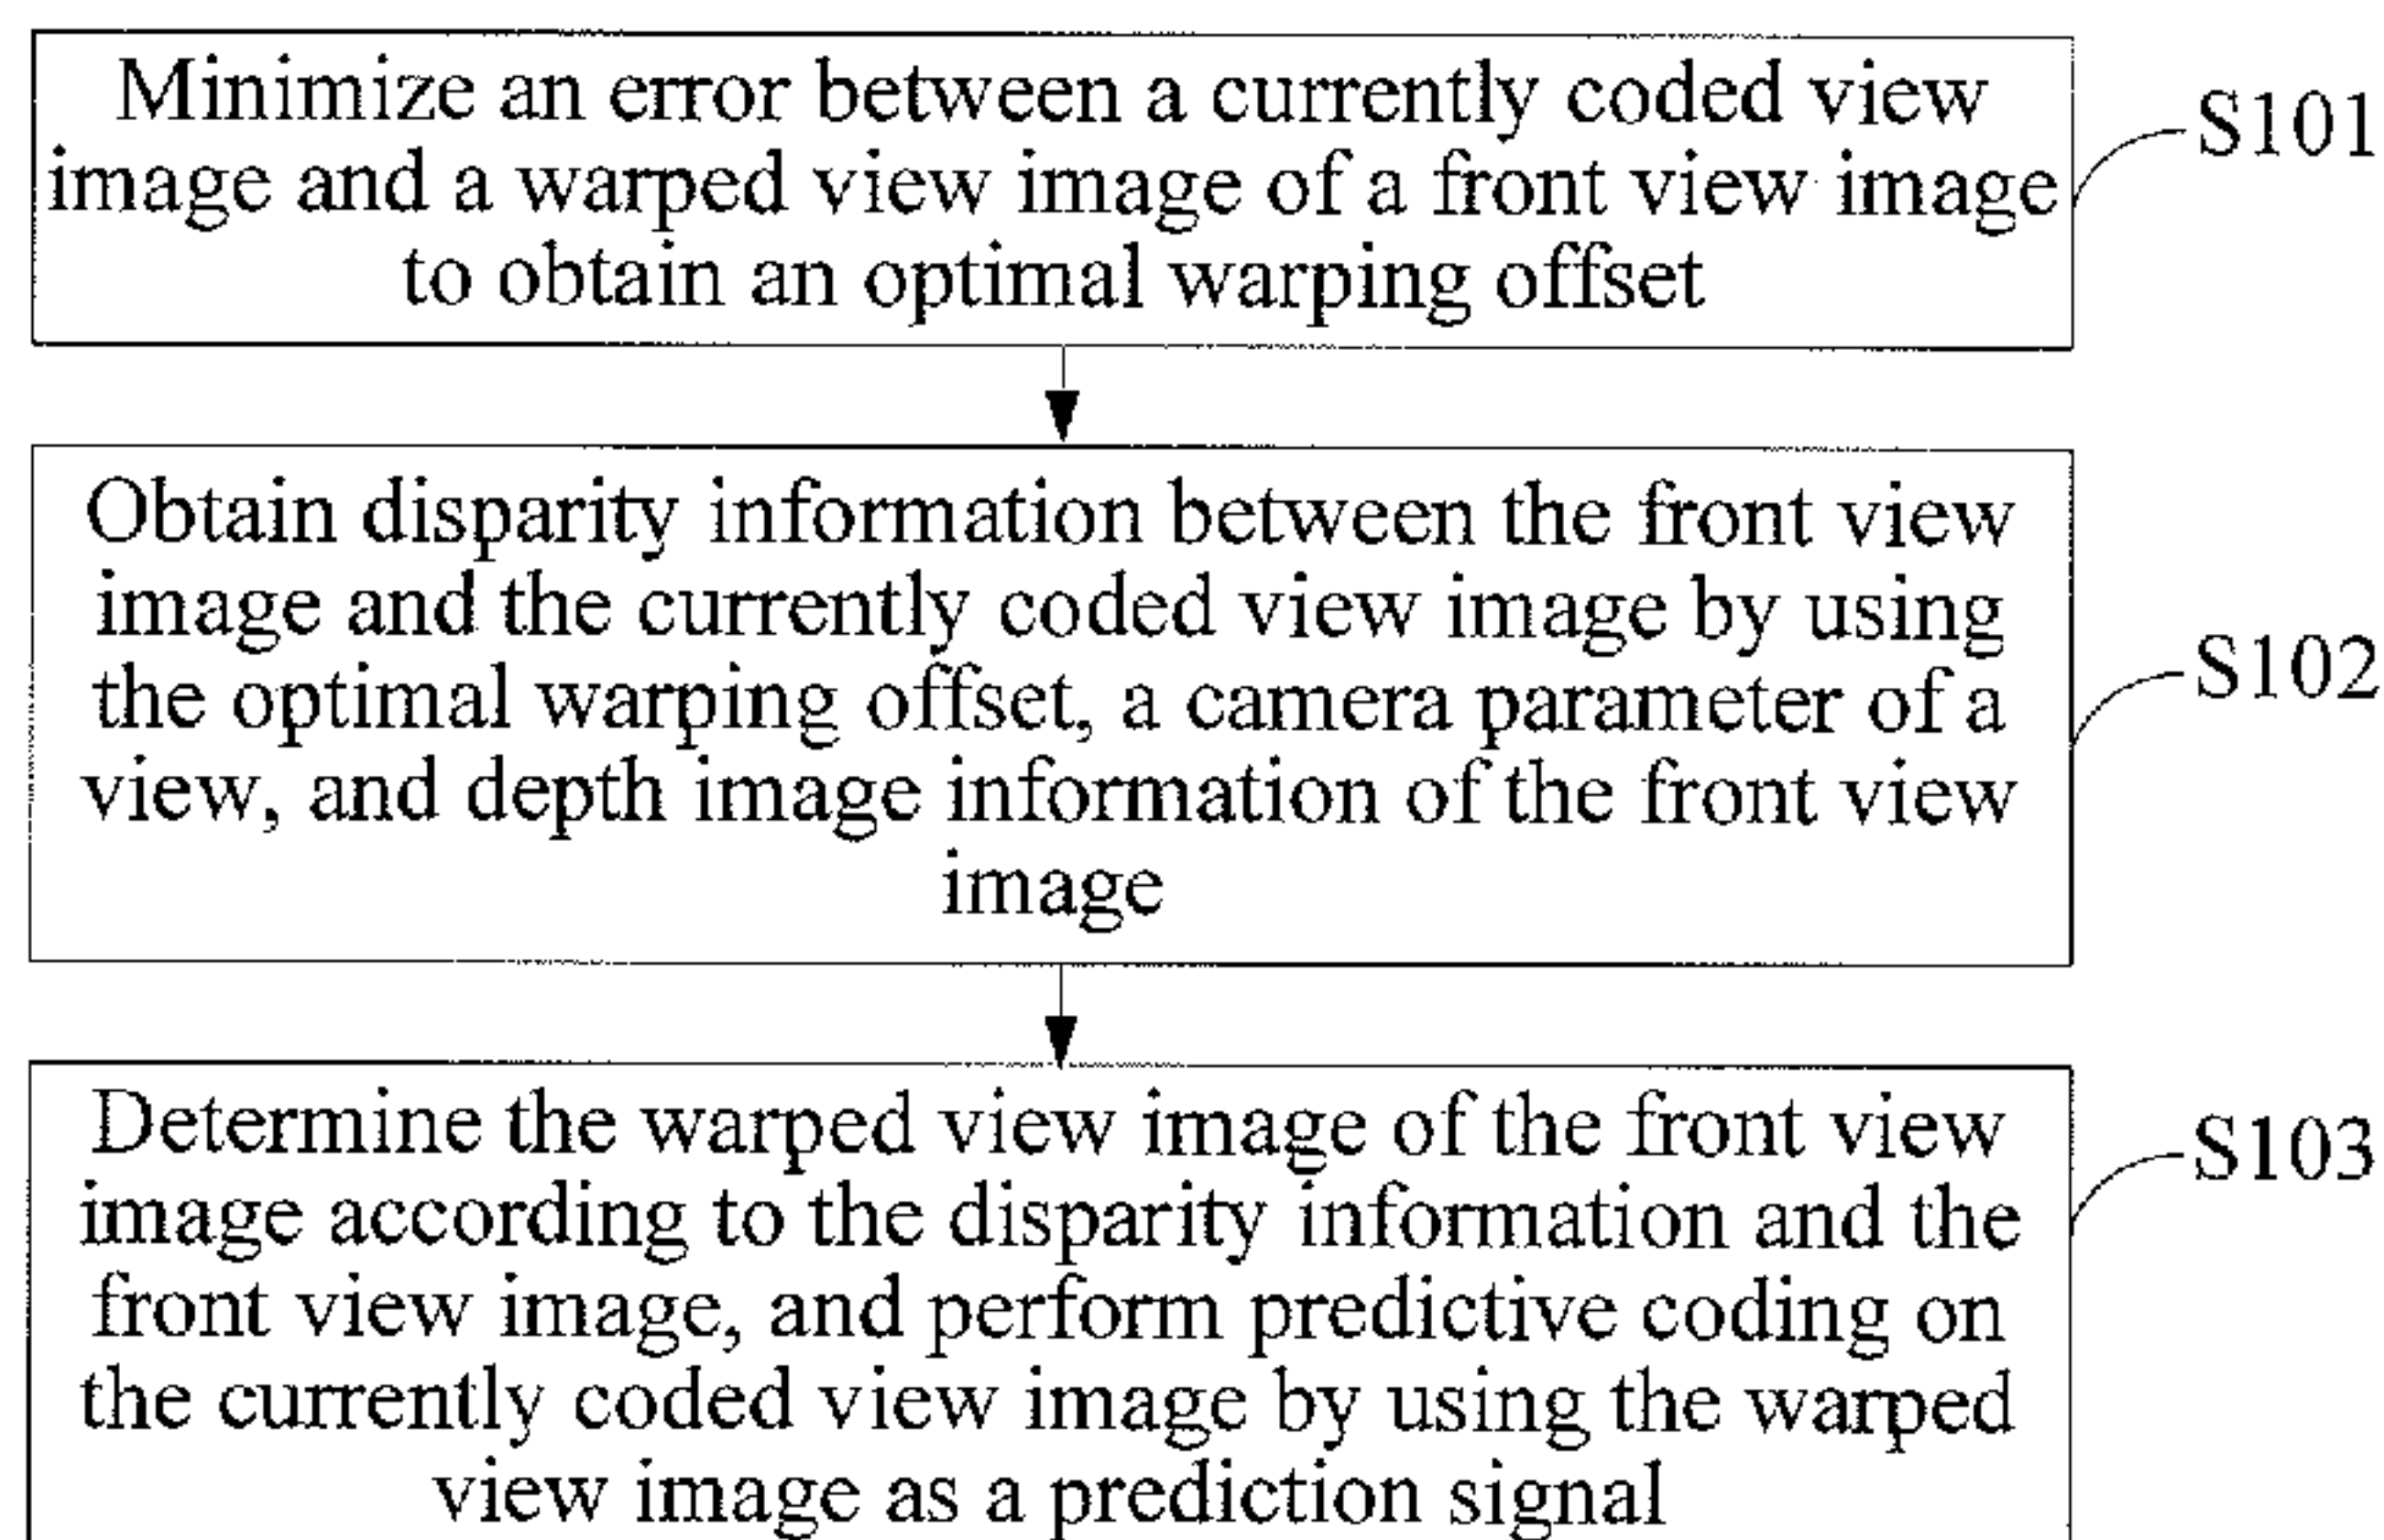 Minimize an error between a currently coded view
image and a warped view image of a front view image
to obtain an optimal warping offset
S101
Obtain disparity information between the front view
image and the currently coded view image by using
the optimal warping offset, a camera parameter of a
view, and depth image information of the front view
image
S102
Determine the warped view image of the front view
image according to the disparity information and the
front view image, and perform predictive coding on
the currently coded view image by using the warped
view image as a prediction signal
S103